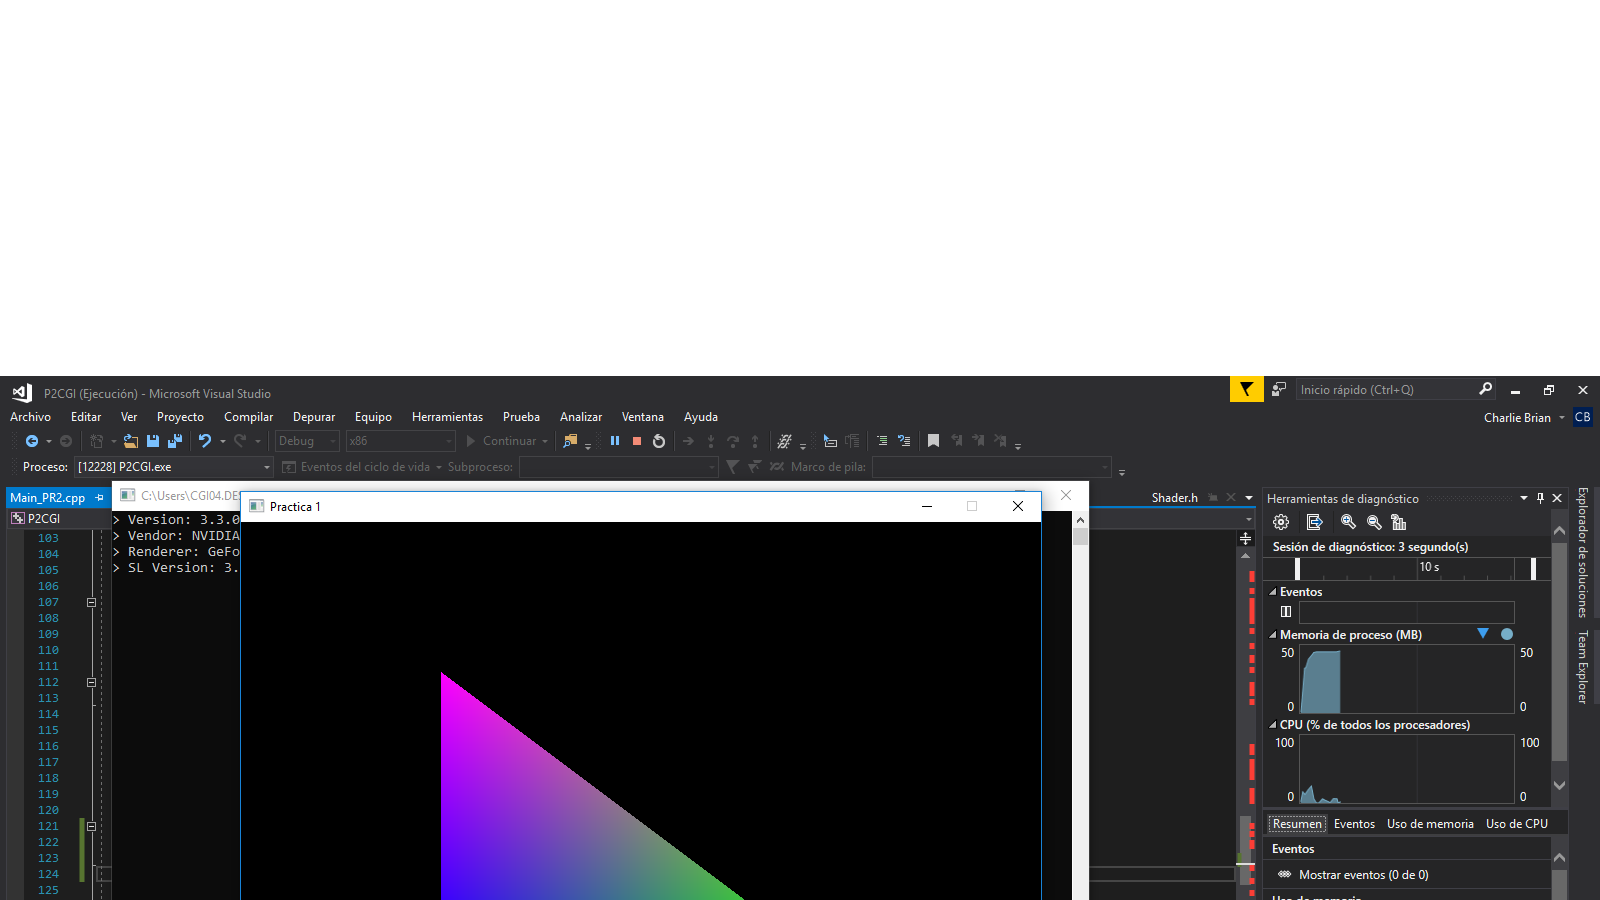 P2CGI (Ejecución) - Microsoft Visual Studio
Inicio rápido (Ctrl+Q)
Archivo Editar Ver Proyecto Compilar Depurar Equipo Herramientas Prueba Analizar Ventana Ayuda
Charlie Brian CB
Debug x86 Continuar
Proceso: [12228] P2CGI.exe Eventos del ciclo de vida Subproceso: Marco de pila:
Main_PR2.cpp
P2CGI
103
104
105
106
107
108
109
110
111
112
113
114
115
116
117
118
119
120
121
122
123
124
125
C:\Users\CGI04.DES
> Version: 3.3.0
> Vendor: NVIDIA
> Renderer: GeFo
> SL Version: 3.
Practica 1
Shader.h
Herramientas de diagnóstico
Sesión de diagnóstico: 3 segundo(s)
10 s
Eventos
Memoria de proceso (MB)
50 50
0 0
CPU (% de todos los procesadores)
100 100
0 0
Resumen Eventos Uso de memoria Uso de CPU
Eventos
Mostrar eventos (0 de 0)
Uso de memoria
Explorador de soluciones
Team Explorer